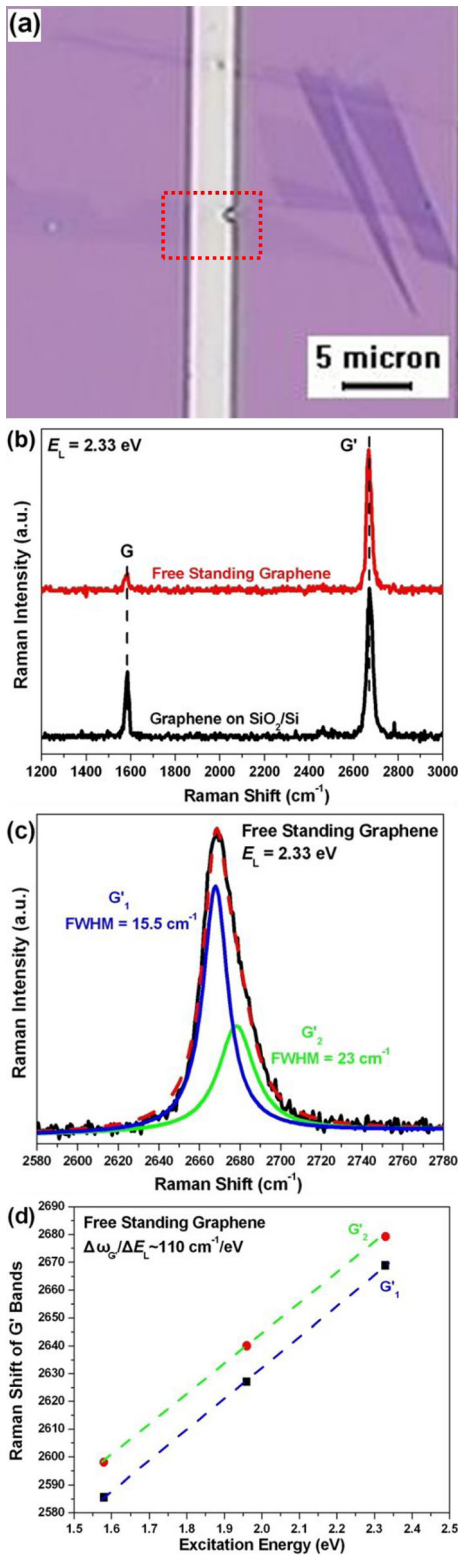 (a)
5 micron
(b)
E_L = 2.33 eV
G'
G
Free Standing Graphene
Graphene on SiO₂/Si
Raman Intensity (a.u.)
1200 1400 1600 1800 2000 2200 2400 2600 2800 3000
Raman Shift (cm⁻¹)
(c)
Free Standing Graphene
E_L = 2.33 eV
G'₁
FWHM = 15.5 cm⁻¹
G'₂
FWHM = 23 cm⁻¹
Raman Intensity (a.u.)
2580 2600 2620 2640 2660 2680 2700 2720 2740 2760 2780
Raman Shift (cm⁻¹)
(d)
Free Standing Graphene
Δω_G'/ΔE_L~110 cm⁻¹/eV
G'₂
G'₁
Raman Shift of G' Bands
2690
2680
2670
2660
2650
2640
2630
2620
2610
2600
2590
2580
1.5 1.6 1.7 1.8 1.9 2.0 2.1 2.2 2.3 2.4 2.5
Excitation Energy (eV)